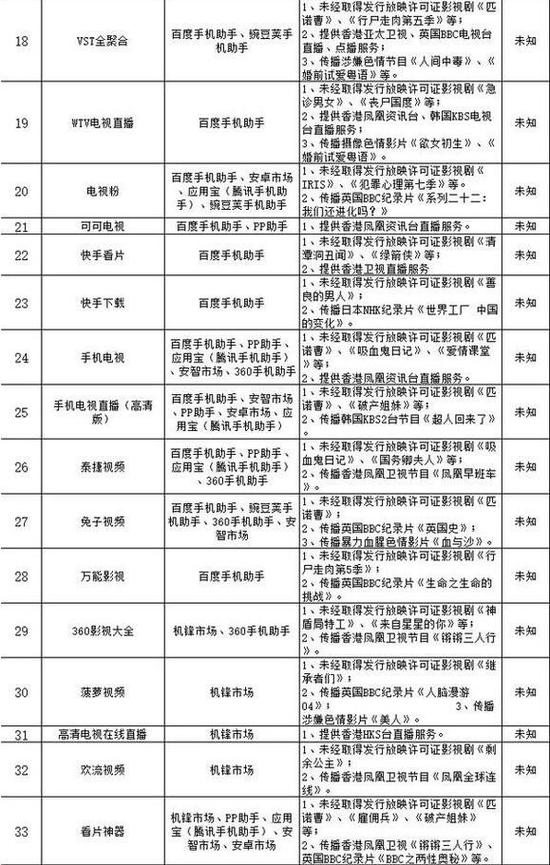 18
VST全聚合
百度手机助手、豌豆荚手
机助手
1、未经取得发行放映许可证影视剧《匹
诺曹》、《行尸走肉第五季》等；
2、提供香港亚太卫视、英国BBC电视台
直播、点播服务；
3、传播涉嫌色情节目《人间中毒》、《
婚前试爱粤语》等。
未知
19
WTV电视直播
百度手机助手
1、未经取得发行放映许可证影视剧《急
诊男女》、《丧尸国度》等；
2、提供香港凤凰资讯台、韩国KBS电视
台直播服务；
3、传播摄像色情影片《欲女初生》、《
婚前试爱粤语》等。
未知
20
电视粉
百度手机助手、安卓市场
、应用宝（腾讯手机助
手）、豌豆荚手机助手
1、未经取得发行放映许可证影视剧《
IRIS》、《犯罪心理第七季》等。
2、传播英国BBC纪录片《系列二十二：
我们还进化吗？》
未知
21
可可电视
百度手机助手、PP助手
1、提供香港凤凰资讯台直播服务。
未知
22
快手看片
百度手机助手
1、未经取得发行放映许可证影视剧《清
潭洞丑闻》、《绿箭侠》等；
2、提供香港卫视直播服务
未知
23
快手下载
百度手机助手
1、未经取得发行放映许可证影视剧《善
良的男人》；
2、传播日本NHK纪录片《世界工厂 中国
的变化》。
未知
24
手机电视
百度手机助手、PP助手、
应用宝（腾讯手机助手）
、安智市场、360手机助手
1、未经取得发行放映许可证影视剧《匹
诺曹》、《吸血鬼日记》、《爱情课堂
》等；
2、提供香港凤凰资讯台直播服务。
未知
25
手机电视直播（高清
版）
百度手机助手、安智市场
、PP助手、安卓市场、应
用宝（腾讯手机助手）
1、未经取得发行放映许可证影视剧《匹
诺曹》、《破产姐妹》等；
2、传播韩国KBS2台节目《超人回来了》。
未知
26
泰捷视频
百度手机助手、PP助手、
应用宝（腾讯手机助手）
、360手机助手
1、未经取得发行放映许可证影视剧《吸
血鬼日记》、《国务卿夫人》等；
2、传播香港凤凰卫视节目《凤凰早班车》。
未知
27
兔子视频
百度手机助手、豌豆荚手
机助手、360手机助手、安
智市场
1、未经取得发行放映许可证影视剧《匹
诺曹》；
2、传播英国BBC纪录片《英国史》；
3、传播暴力血腥色情影片《血与沙》。
未知
28
万能影视
百度手机助手
1、未经取得发行放映许可证影视剧《行
尸走肉第5季》；
2、传播英国BBC纪录片《生命之生命的
挑战》。
未知
29
360影视大全
机锋市场、360手机助手
1、未经取得发行放映许可证影视剧《神
盾局特工》、《来自星星的你》等；
2、传播香港凤凰卫视节目《锵锵三人行
》。
未知
30
菠萝视频
机锋市场
1、未经取得发行放映许可证影视剧《继
承者们》；
2、传播英国BBC纪录片《人脑漫游
04》； 3、传播
涉嫌色情影片《美人》。
未知
31
高清电视在线直播
机锋市场
1、提供香港HKS台直播服务。
未知
32
欢流视频
机锋市场
1、未经取得发行放映许可证影视剧《剩
余公主》；
2、传播香港凤凰卫视节目《凤凰全球连
线》。
未知
33
看片神器
机锋市场、PP助手、应用
宝（腾讯手机助手）、安
智市场、安卓市场
1、未经取得发行放映许可证影视剧《匹
诺曹》、《雇佣兵》、《破产姐妹》
等；
2、传播香港凤凰卫视《锵锵三人行》、
英国BBC纪录片《BBC之两性奥秘》等。
未知